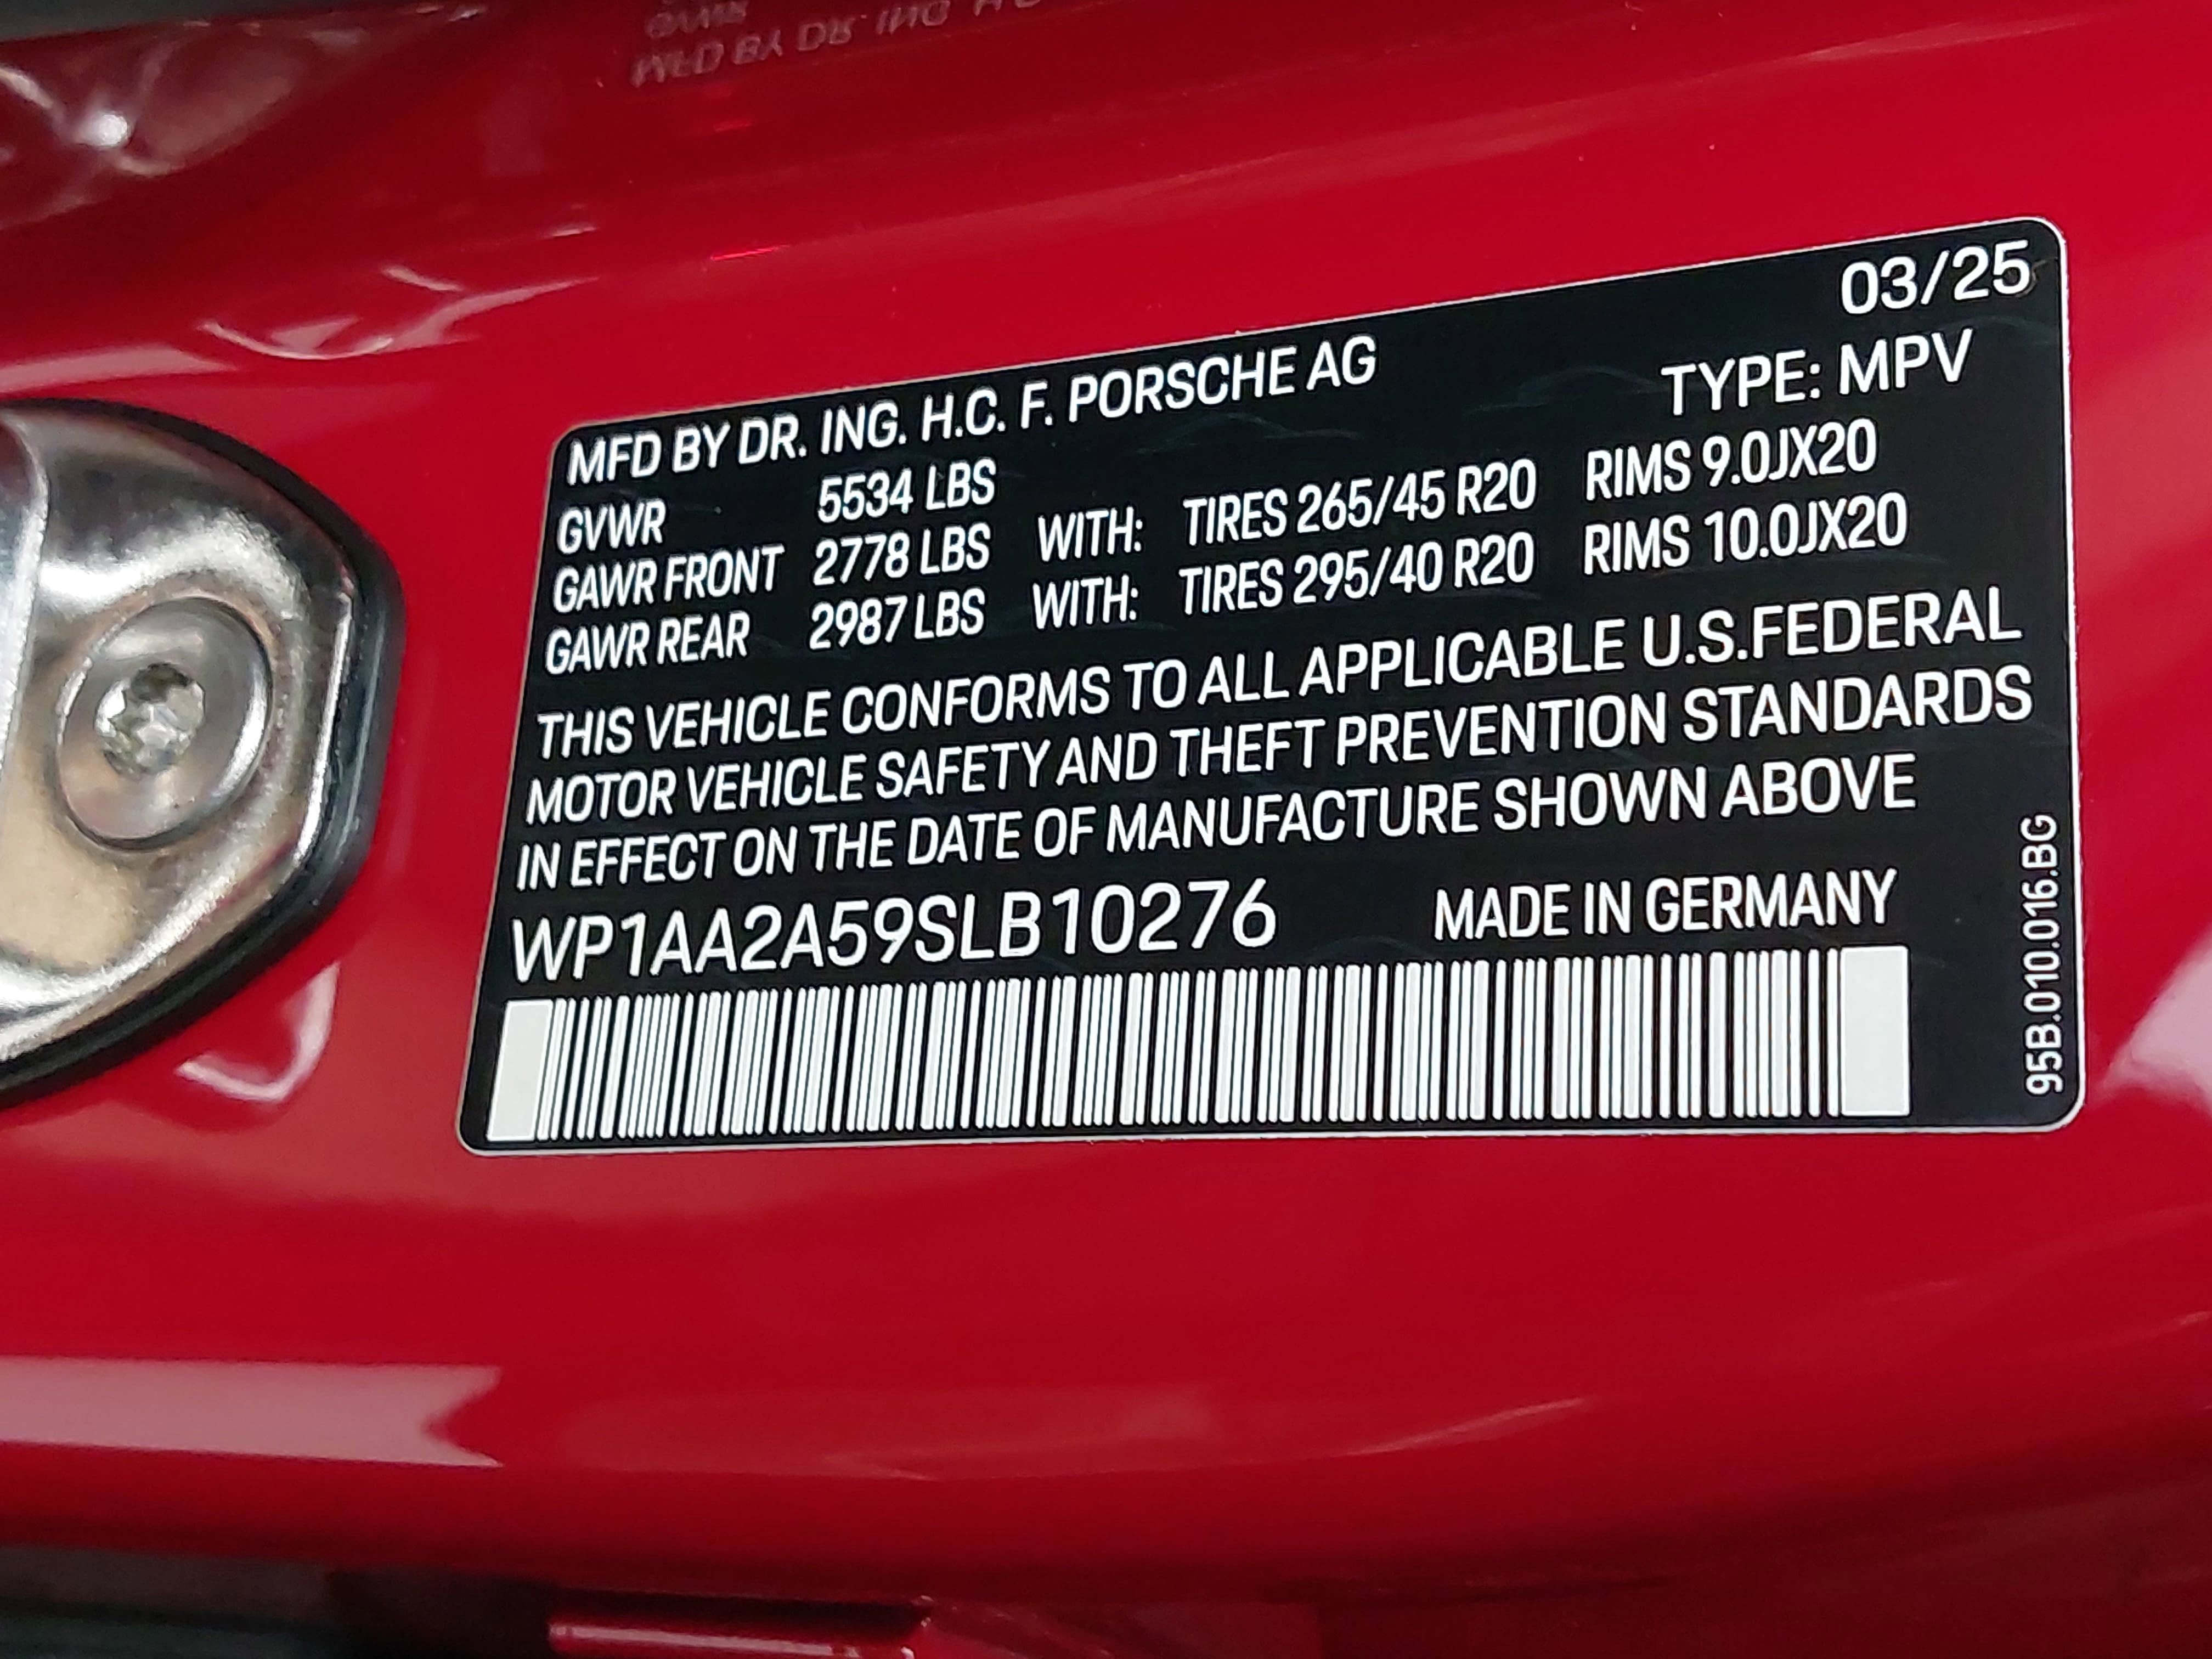 03/25
MFD BY DR. ING. H.C. F. PORSCHE AG TYPE: MPV
GVWR 5534 LBS
GAWR FRONT 2778 LBS WITH: TIRES 265/45 R20 RIMS 9.0JX20
GAWR REAR 2987 LBS WITH: TIRES 295/40 R20 RIMS 10.0JX20
THIS VEHICLE CONFORMS TO ALL APPLICABLE U.S.FEDERAL
MOTOR VEHICLE SAFETY AND THEFT PREVENTION STANDARDS
IN EFFECT ON THE DATE OF MANUFACTURE SHOWN ABOVE
WP1AA2A59SLB10276 MADE IN GERMANY
95B.010.016.BG